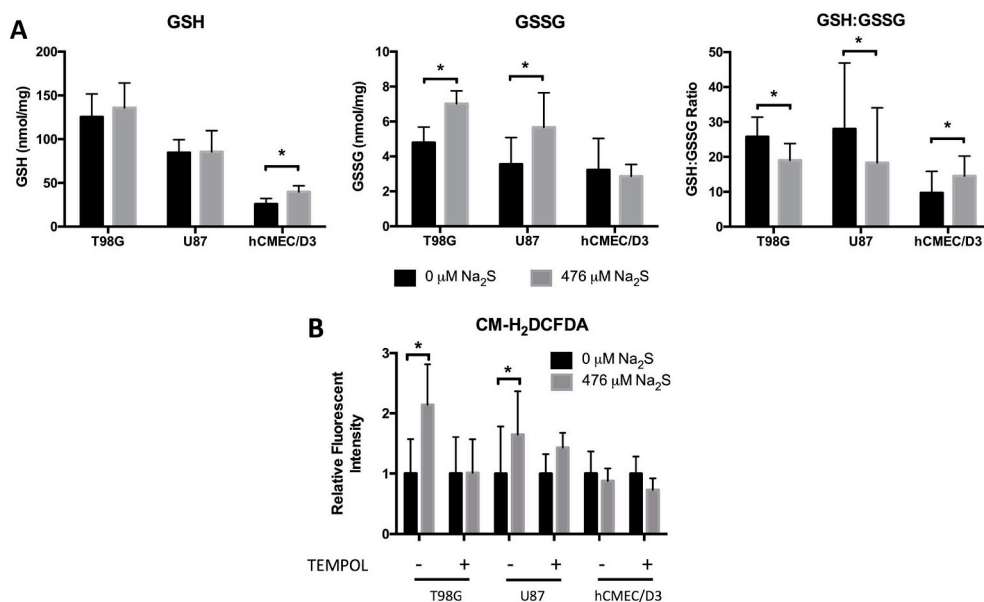 A
GSH
GSH (nmol/mg)
200
150
100
50
0
T98G U87 hCMEC/D3
*
GSSG
GSSG (nmol/mg)
10
8
6
4
2
0
T98G U87 hCMEC/D3
* *
GSH:GSSG
GSH:GSSG Ratio
50
40
30
20
10
0
T98G U87 hCMEC/D3
* * *
0 μM Na₂S 476 μM Na₂S
B
CM-H₂DCFDA
Relative Fluorescent
Intensity
3
2
1
0
* *
0 μM Na₂S
476 μM Na₂S
TEMPOL - + - + - +
T98G U87 hCMEC/D3